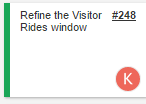 Refine the Visitor #248
Rides window
K